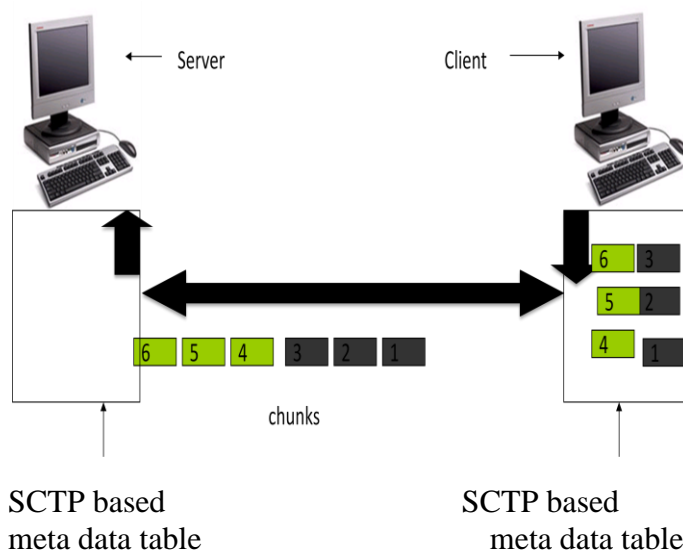 Server
Client
6 3
5 2
4 1
6 5 4 3 2 1
chunks
SCTP based
meta data table
SCTP based
meta data table